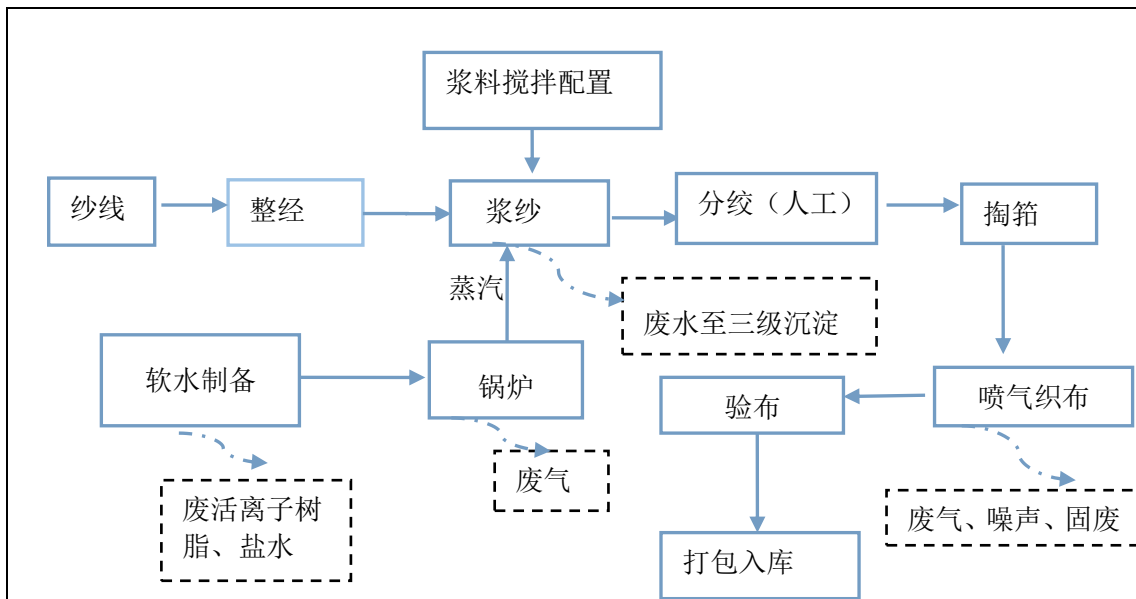 浆料搅拌配置
纱线
整经
浆纱
分绞（人工）
掏筘
蒸汽
废水至三级沉淀
软水制备
锅炉
验布
喷气织布
废活离子树
脂、盐水
废气
废气、噪声、固废
打包入库